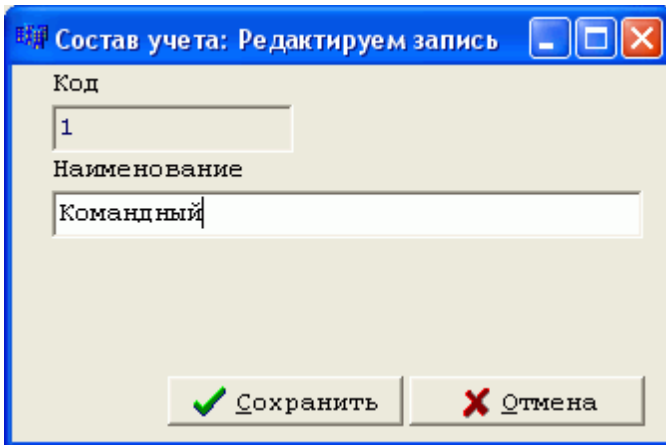 Состав учета: Редактируем запись
Код
1
Наименование
Командный
Сохранить Отмена